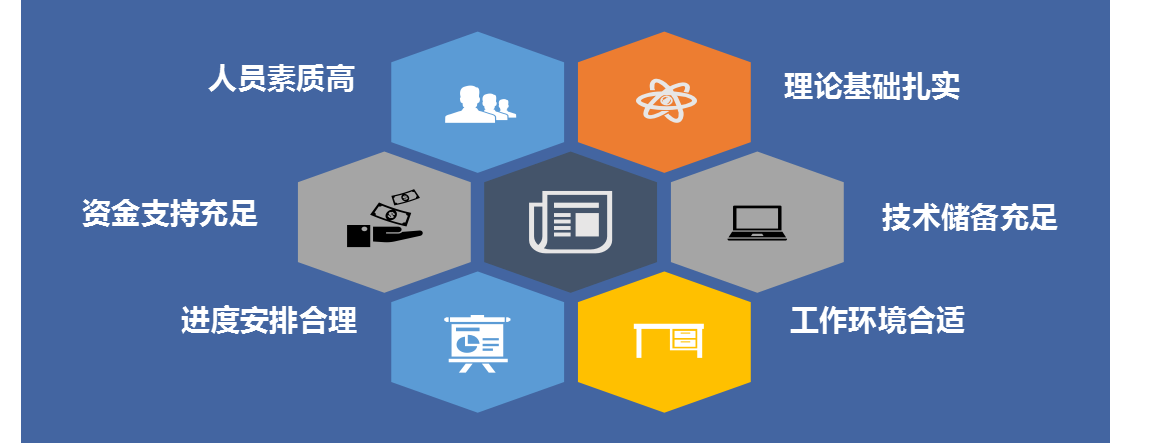 人员素质高
理论基础扎实
资金支持充足
技术储备充足
进度安排合理
工作环境合适